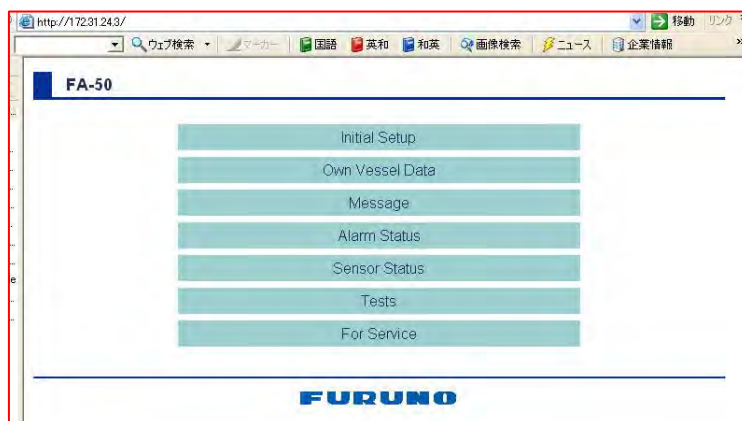 http://172.31.24.3/ 移動 リンク
ウェブ検索 マーカー 国語 英和 和英 画像検索 ニュース 企業情報 »
FA-50
Initial Setup
Own Vessel Data
Message
Alarm Status
Sensor Status
Tests
For Service
FURUNO